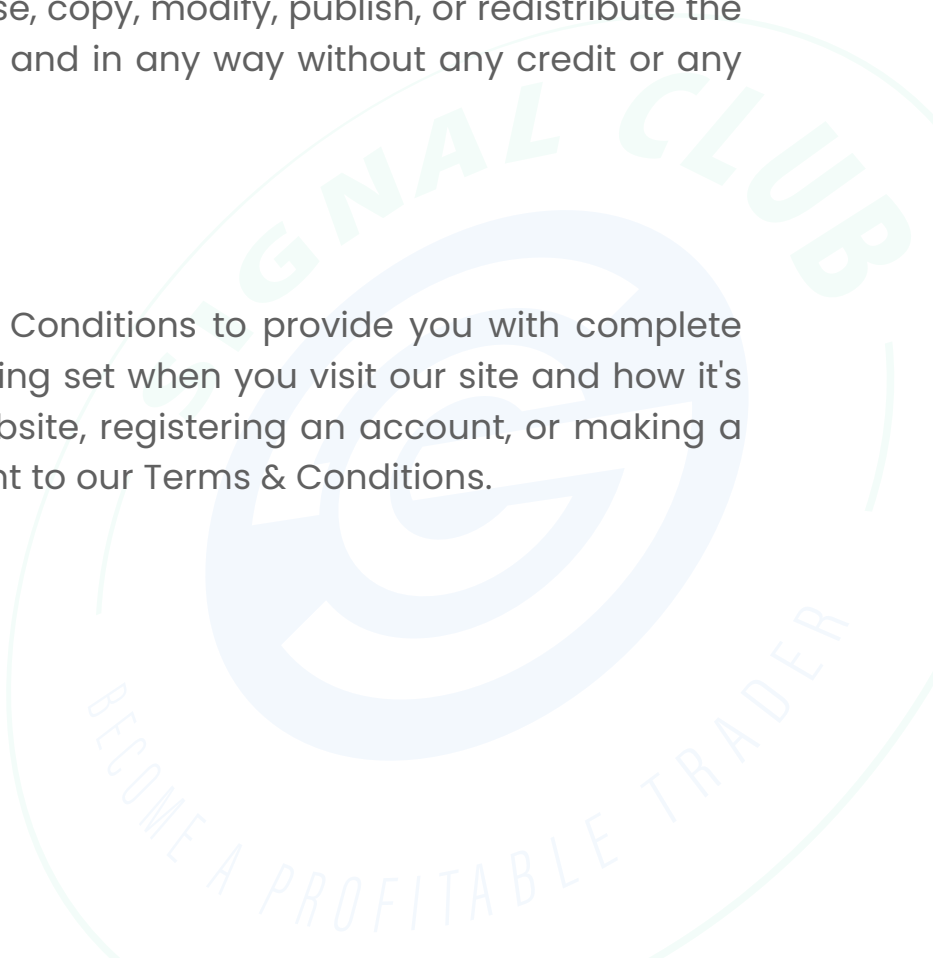 se, copy, modify, publish, or redistribute the
and in any way without any credit or any
SIGNAL CLUB
Conditions to provide you with complete
ing set when you visit our site and how it's
bsite, registering an account, or making a
nt to our Terms & Conditions.
BECOME A PROFITABLE TRADER